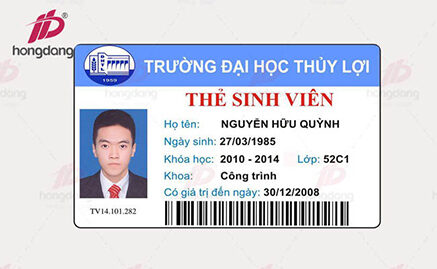 hongdang
TRƯỜNG ĐẠI HỌC THỦY LỢI
1959
THẺ SINH VIÊN
Họ tên: NGUYỄN HỮU QUỲNH
Ngày sinh: 27/03/1985
Khóa học: 2010 - 2014 Lớp: 52C1
Khoa: Công trình
Có giá trị đến ngày: 30/12/2008
TV14.101.282